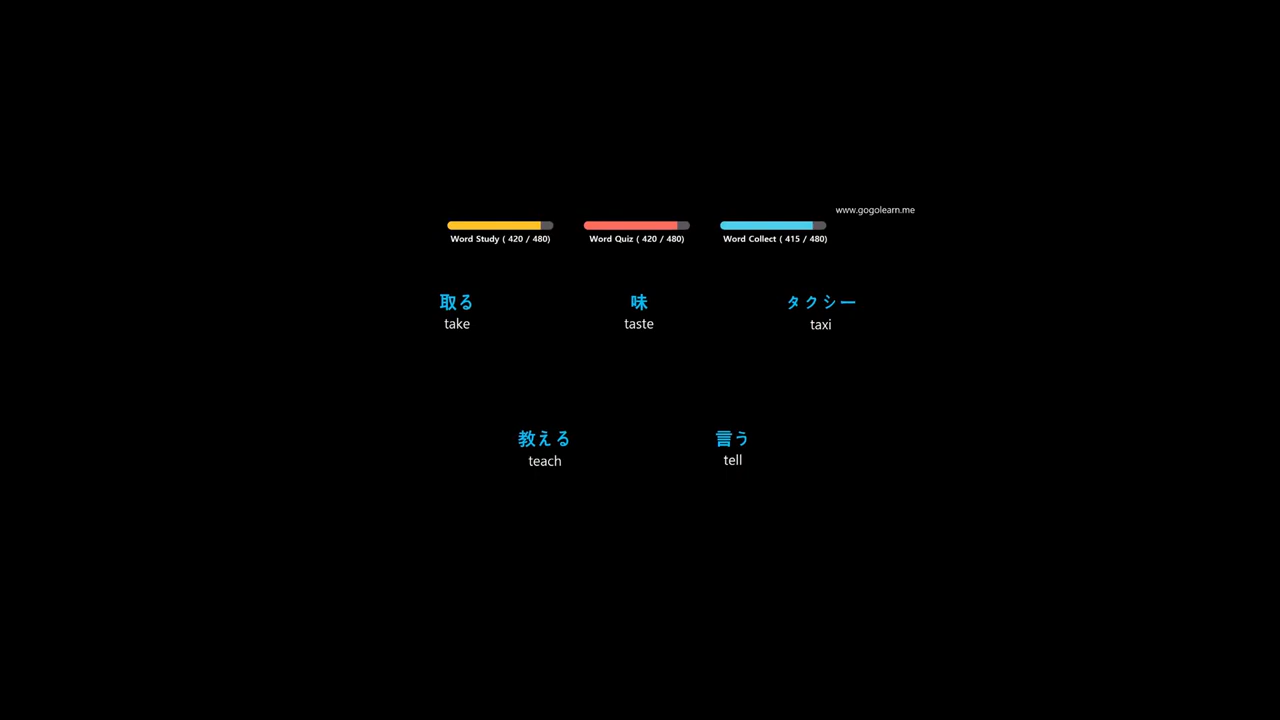 www.gogolearn.me
Word Study ( 420 / 480)
Word Quiz ( 420 / 480)
Word Collect ( 415 / 480)
取る
take
味
taste
タクシー
taxi
教える
teach
言う
tell